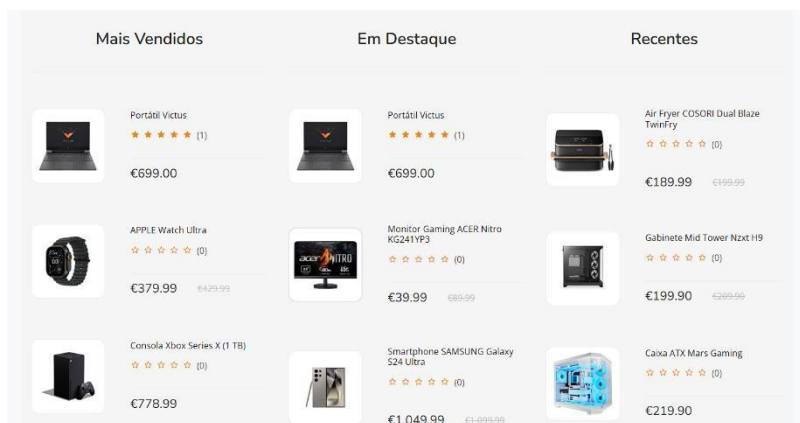 Mais Vendidos
Em Destaque
Recentes
Portátil Victus
(1)
€699.00
APPLE Watch Ultra
(0)
€379.99 €429.99
Consola Xbox Series X (1 TB)
(0)
€778.99
Portátil Victus
(1)
€699.00
Monitor Gaming ACER Nitro
KG241YP3
(0)
€39.99 €89.99
acer NITRO
Smartphone SAMSUNG Galaxy
S24 Ultra
(0)
€1,049.99 €1,099.99
Air Fryer COSORI Dual Blaze
TwinFry
(0)
€189.99 €199.99
Gabinete Mid Tower Nzxt H9
(0)
€199.90 €209.90
Caixa ATX Mars Gaming
(0)
€219.90